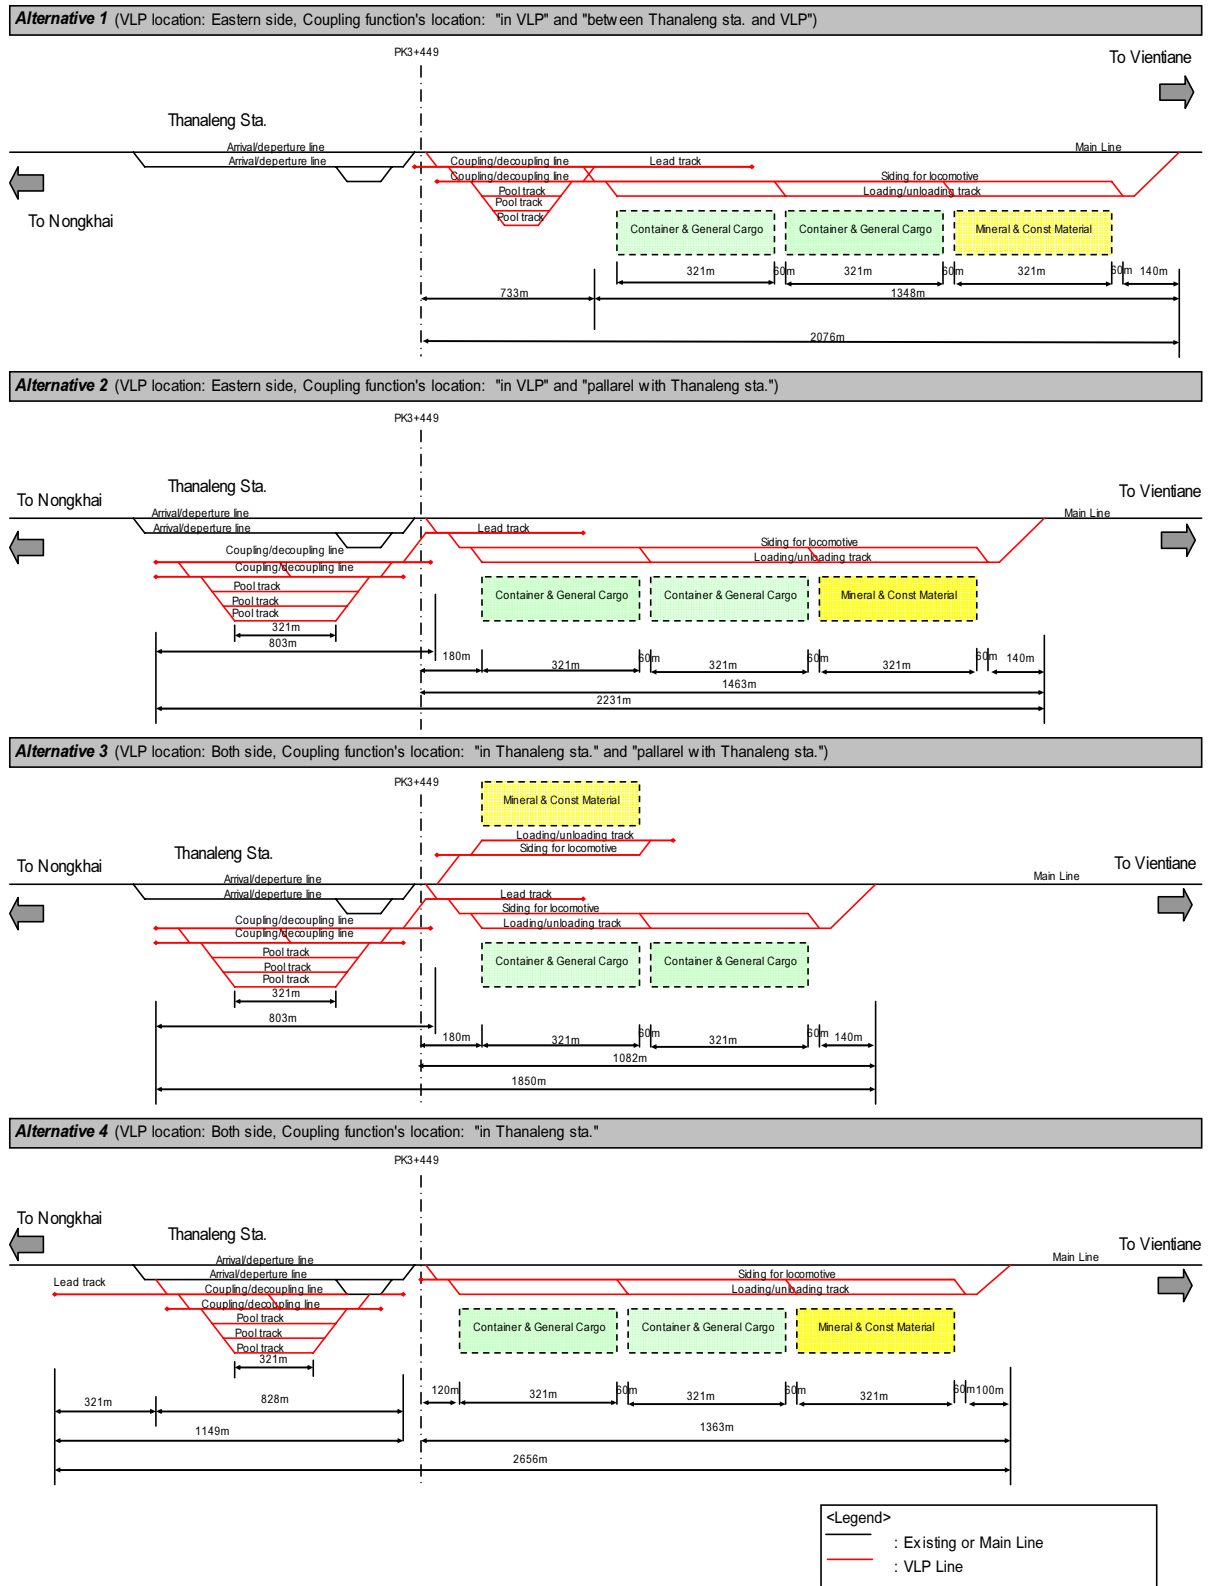 Alternative 1 (VLP location: Eastern side, Coupling function's location: "in VLP" and "between Thanaleng sta. and VLP")
PK3+449
To Vientiane
Thanaleng Sta.
Arrival/deperture line
Main Line
Arrival/deperture line
Coupling/decoupling line
Lead track
To Nongkhai
Coupling/decoupling line
Siding for locomotive
Pool track
Loading/unloading track
Pool track
Pool track
Container & General Cargo
Container & General Cargo
Mineral & Const Material
321m
60m
321m
60m
321m
60m
140m
733m
1348m
2076m
Alternative 2 (VLP location: Eastern side, Coupling function's location: "in VLP" and "pallarel with Thanaleng sta.")
PK3+449
To Nongkhai
Thanaleng Sta.
To Vientiane
Arrival/deperture line
Main Line
Arrival/deperture line
Lead track
Coupling/decoupling line
Siding for locomotive
Loading/unloading track
Coupling/decoupling line
Pool track
Pool track
Pool track
Container & General Cargo
Container & General Cargo
Mineral & Const Material
321m
803m
180m
321m
60m
321m
60m
321m
60m
140m
1463m
2231m
Alternative 3 (VLP location: Both side, Coupling function's location: "in Thanaleng sta." and "pallarel with Thanaleng sta.")
PK3+449
Mineral & Const Material
Loading/unloading track
Siding for locomotive
To Nongkhai
Thanaleng Sta.
To Vientiane
Arrival/deperture line
Main Line
Arrival/deperture line
Lead track
Siding for locomotive
Coupling/decoupling line
Loading/unloading track
Coupling/decoupling line
Pool track
Pool track
Pool track
Container & General Cargo
Container & General Cargo
321m
803m
180m
321m
60m
321m
60m
140m
1082m
1850m
Alternative 4 (VLP location: Both side, Coupling function's location: "in Thanaleng sta."
PK3+449
To Nongkhai
Thanaleng Sta.
To Vientiane
Arrival/deperture line
Main Line
Arrival/deperture line
Siding for locomotive
Lead track
Coupling/decoupling line
Loading/unloading track
Coupling/decoupling line
Pool track
Pool track
Pool track
Container & General Cargo
Container & General Cargo
Mineral & Const Material
321m
321m
828m
120m
321m
60m
321m
60m
321m
60m
100m
1149m
1363m
2656m
<Legend>
: Existing or Main Line
: VLP Line